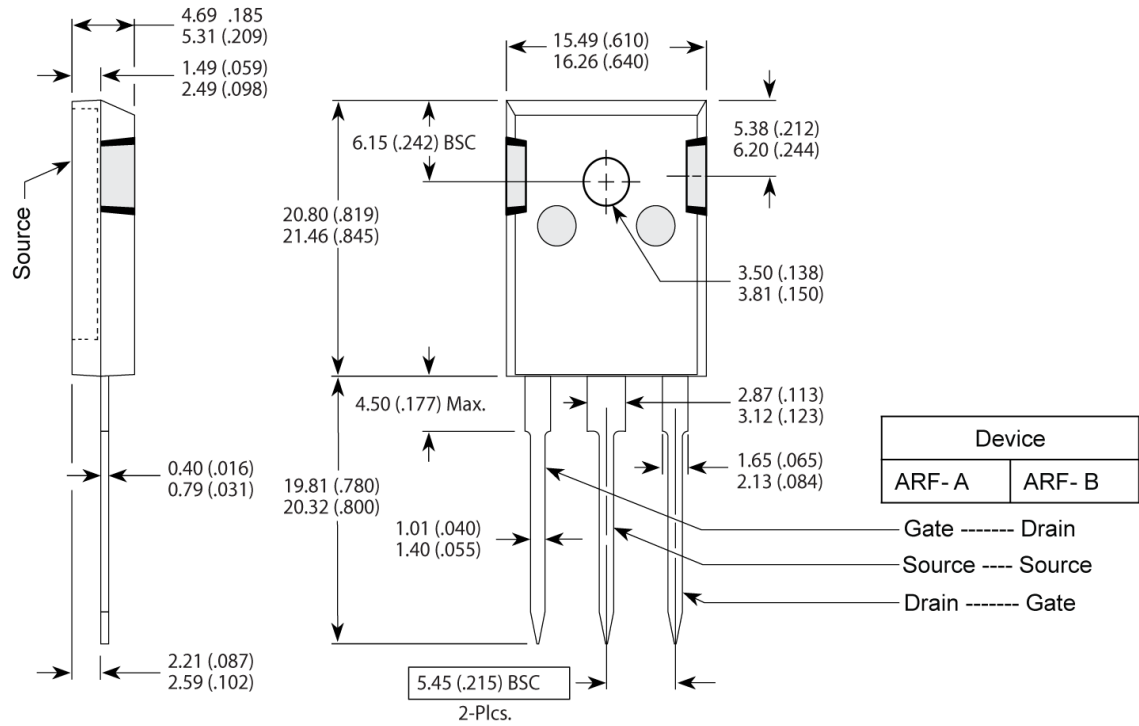 4.69 .185
5.31 (.209)
1.49 (.059)
2.49 (.098)
Source
15.49 (.610)
16.26 (.640)
6.15 (.242) BSC
5.38 (.212)
6.20 (.244)
20.80 (.819)
21.46 (.845)
3.50 (.138)
3.81 (.150)
4.50 (.177) Max.
2.87 (.113)
3.12 (.123)
0.40 (.016)
0.79 (.031)
19.81 (.780)
20.32 (.800)
1.01 (.040)
1.40 (.055)
1.65 (.065)
2.13 (.084)
Device
ARF- A ARF- B
Gate ------- Drain
Source ---- Source
Drain ------- Gate
2.21 (.087)
2.59 (.102)
5.45 (.215) BSC
2-Plcs.